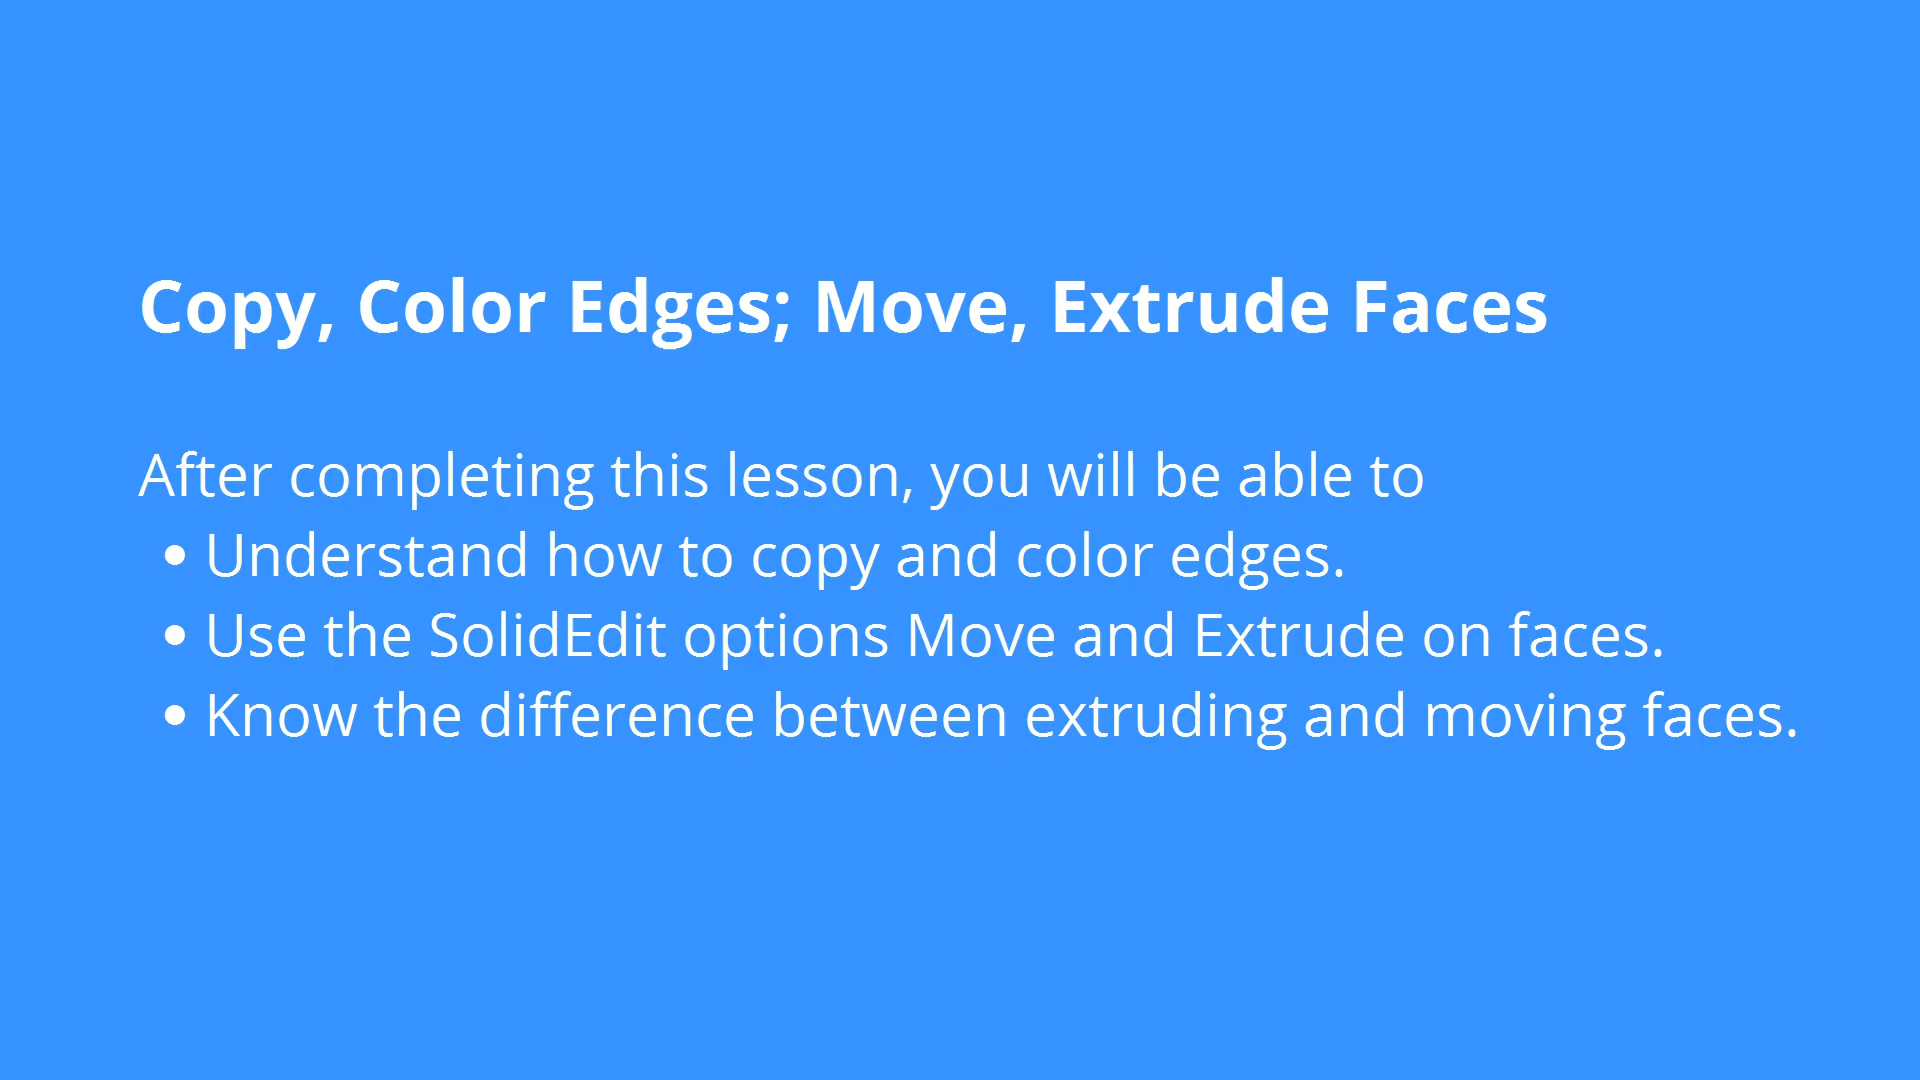 Copy, Color Edges; Move, Extrude Faces
After completing this lesson, you will be able to
• Understand how to copy and color edges.
• Use the SolidEdit options Move and Extrude on faces.
• Know the difference between extruding and moving faces.